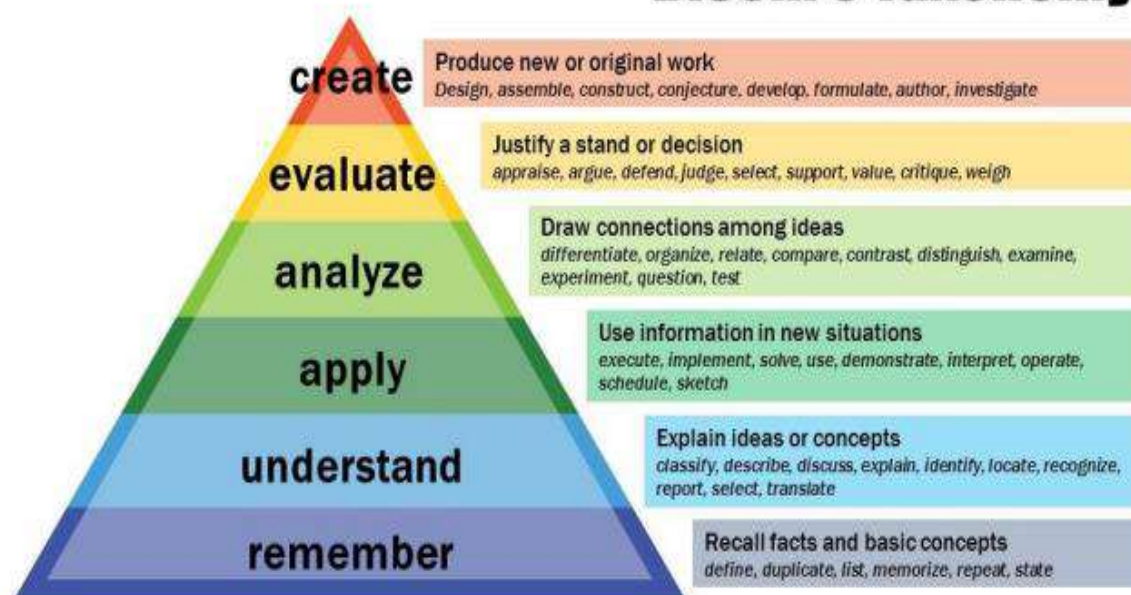 create
Produce new or original work
Design, assemble, construct, conjecture, develop, formulate, author, investigate
evaluate
Justify a stand or decision
appraise, argue, defend, judge, select, support, value, critique, weigh
analyze
Draw connections among ideas
differentiate, organize, relate, compare, contrast, distinguish, examine,
experiment, question, test
apply
Use information in new situations
execute, implement, solve, use, demonstrate, interpret, operate,
schedule, sketch
understand
Explain ideas or concepts
classify, describe, discuss, explain, identify, locate, recognize,
report, select, translate
remember
Recall facts and basic concepts
define, duplicate, list, memorize, repeat, state